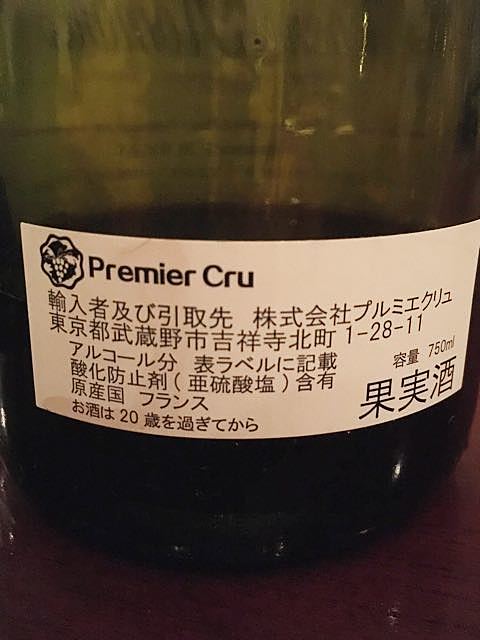 Premier Cru
輸入者及び引取先 株式会社プルミエクリュ
東京都武蔵野市吉祥寺北町 1-28-11
アルコール分 表ラベルに記載
容量 750ml
酸化防止剤(亜硫酸塩)含有
原産国 フランス
果実酒
お酒は20歳を過ぎてから